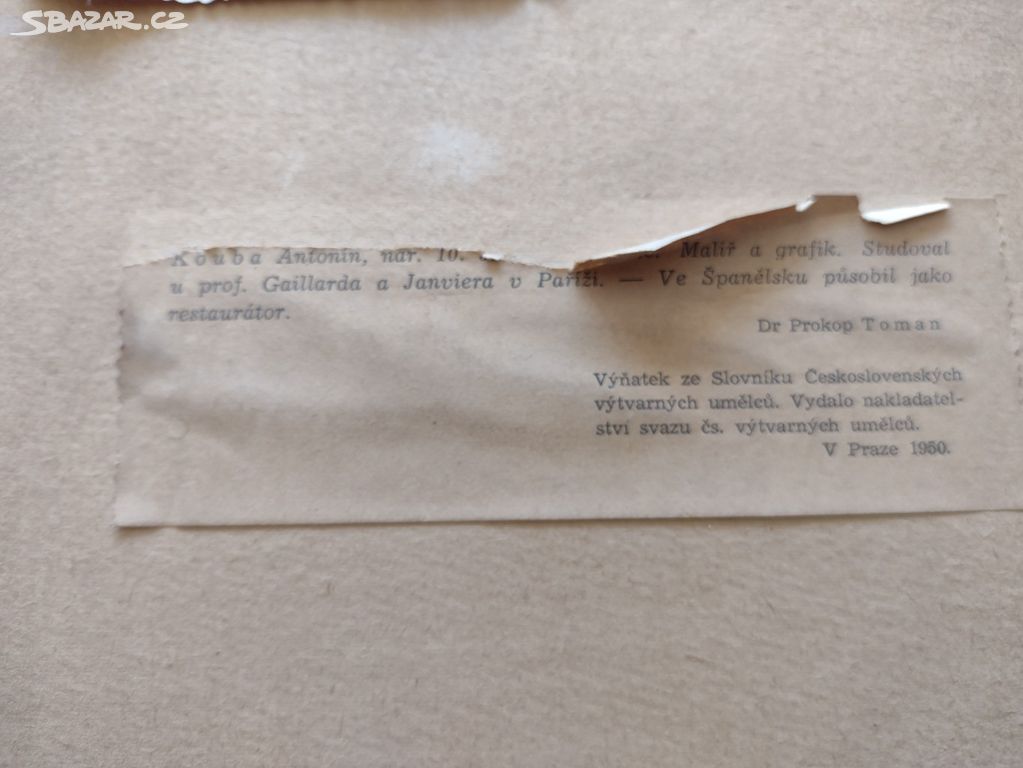 SBAZAR.CZ
Kouba Antonín, nar. 10. Malíř a grafik. Studoval
u prof. Gaillarda a Janviera v Paříži. — Ve Španělsku působil jako
restaurátor.
Dr Prokop Toman
Výňatek ze Slovníku Československých
výtvarných umělců. Vydalo nakladatel-
ství svazu čs. výtvarných umělců.
V Praze 1950.